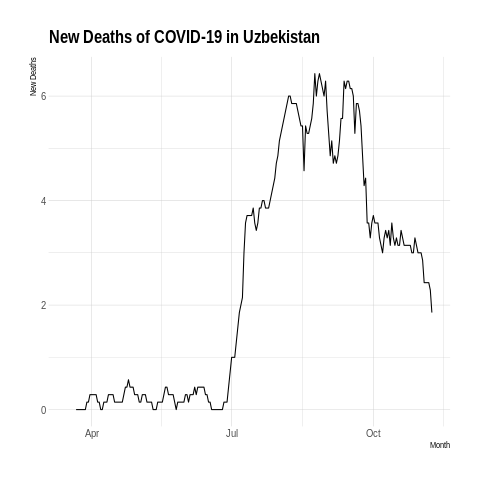 New Deaths of COVID-19 in Uzbekistan
New Deaths
6
4
2
0
Apr
Jul
Oct
Month